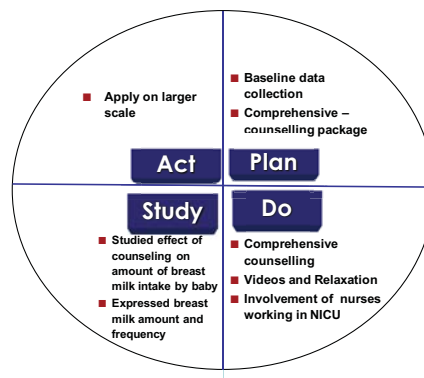 ■ Apply on larger
scale
■ Baseline data
collection
■ Comprehensive –
counselling package
Act
Plan
Study
Do
■ Studied effect of
counseling on
amount of breast
milk intake by baby
■ Expressed breast
milk amount and
frequency
■ Comprehensive
counselling
■ Videos and Relaxation
■ Involvement of nurses
working in NICU